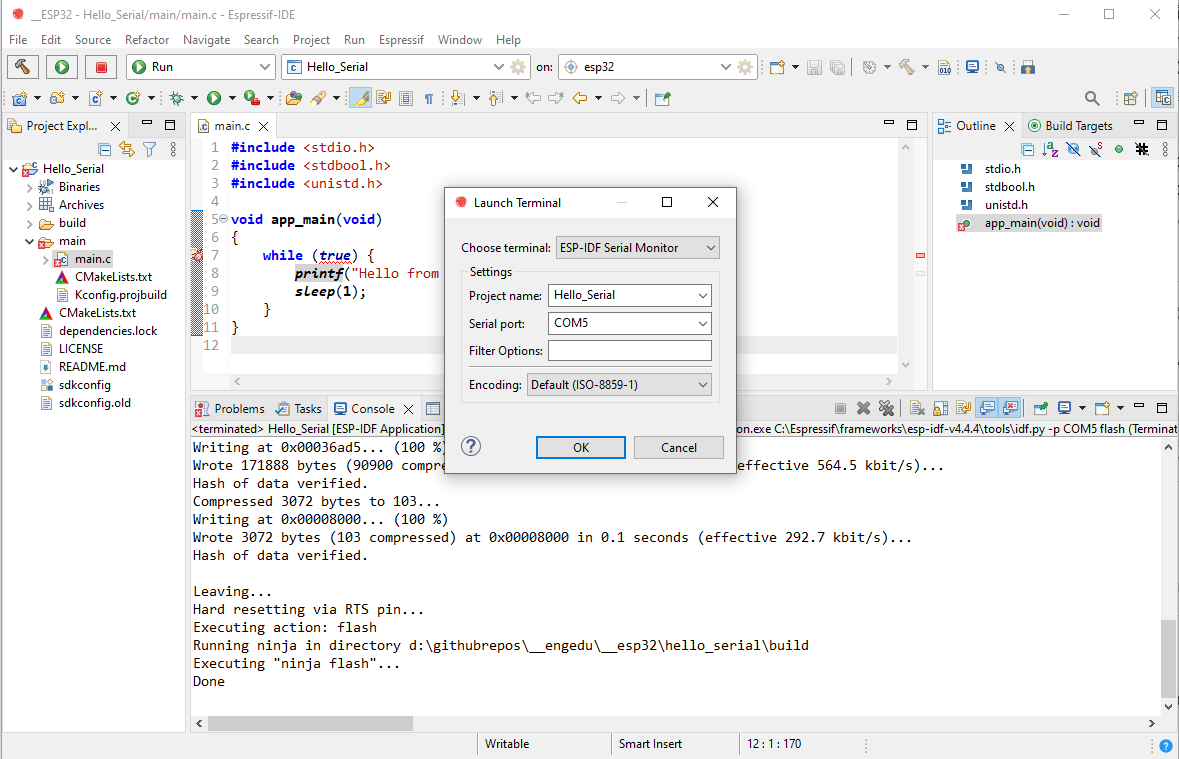 __ESP32 - Hello_Serial/main/main.c - Espressif-IDE
File Edit Source Refactor Navigate Search Project Run Espressif Window Help
Run
Hello_Serial
on:
esp32
Project Expl...
Hello_Serial
Binaries
Archives
build
main
main.c
CMakeLists.txt
Kconfig.projbuild
CMakeLists.txt
dependencies.lock
LICENSE
README.md
sdkconfig
sdkconfig.old
main.c
1 #include <stdio.h>
2 #include <stdbool.h>
3 #include <unistd.h>
4
5 void app_main(void)
6 {
7 while (true) {
8 printf("Hello from
9 sleep(1);
10 }
11 }
12
Launch Terminal
Choose terminal: ESP-IDF Serial Monitor
Settings
Project name: Hello_Serial
Serial port: COM5
Filter Options:
Encoding: Default (ISO-8859-1)
OK Cancel
Outline Build Targets
stdio.h
stdbool.h
unistd.h
app_main(void) : void
Problems Tasks Console
<terminated> Hello_Serial [ESP-IDF Application] on.exe C:\Espressif\frameworks\esp-idf-v4.4.4\tools\idf.py -p COM5 flash (Terminat
Writing at 0x00036ad5... (100 %)
Wrote 171888 bytes (90900 compre effective 564.5 kbit/s)...
Hash of data verified.
Compressed 3072 bytes to 103...
Writing at 0x00008000... (100 %)
Wrote 3072 bytes (103 compressed) at 0x00008000 in 0.1 seconds (effective 292.7 kbit/s)...
Hash of data verified.
Leaving...
Hard resetting via RTS pin...
Executing action: flash
Running ninja in directory d:\githubrepos\__engedu\__esp32\hello_serial\build
Executing "ninja flash"...
Done
Writable
Smart Insert
12 : 1 : 170